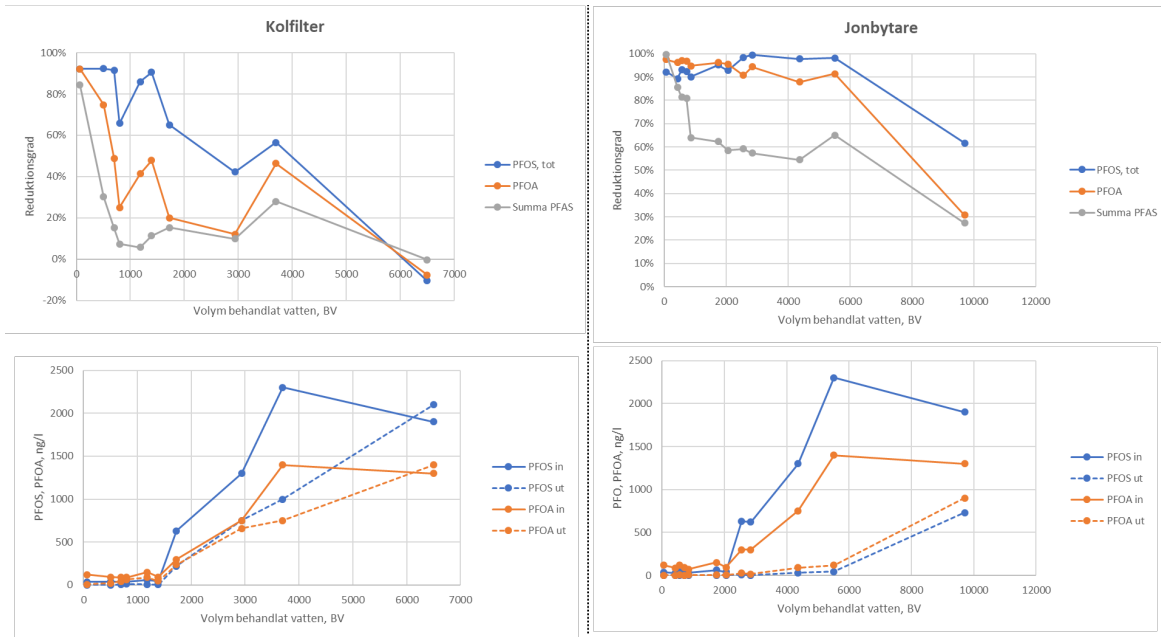 Kolfilter
100%
80%
60%
40%
20%
0%
-20%
Reduktionsgrad
0 1000 2000 3000 4000 5000 6000 7000
Volym behandlat vatten, BV
PFOS, tot
PFOA
Summa PFAS
Jonbytare
100%
90%
80%
70%
60%
50%
40%
30%
20%
10%
0%
Reduktionsgrad
0 2000 4000 6000 8000 10000 12000
Volym behandlat vatten, BV
PFOS, tot
PFOA
Summa PFAS
2500
2000
1500
1000
500
0
PFOS, PFOA, ng/l
0 1000 2000 3000 4000 5000 6000 7000
Volym behandlat vatten, BV
PFOS in
PFOS ut
PFOA in
PFOA ut
2500
2000
1500
1000
500
0
PFO, PFOA, ng/l
0 2000 4000 6000 8000 10000 12000
Volym behandlat vatten, BV
PFOS in
PFOS ut
PFOA in
PFOA ut